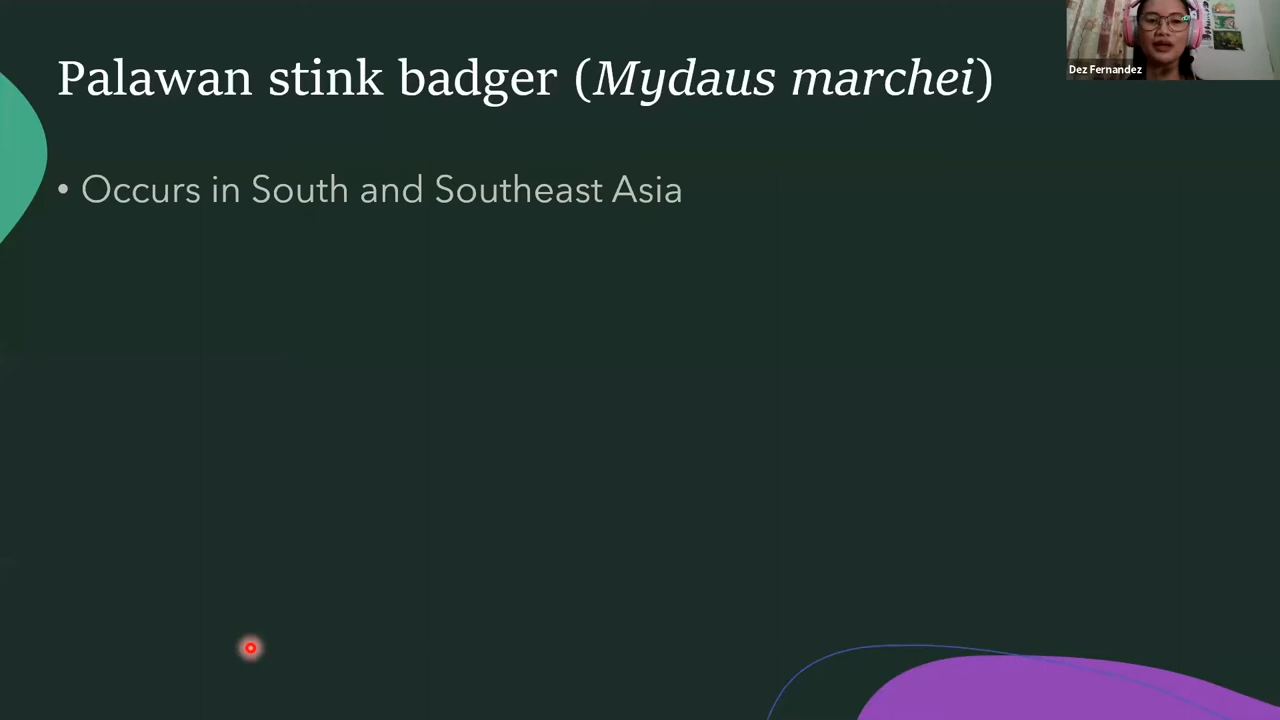 Palawan stink badger (Mydaus marchei)
Dez Fernandez
• Occurs in South and Southeast Asia